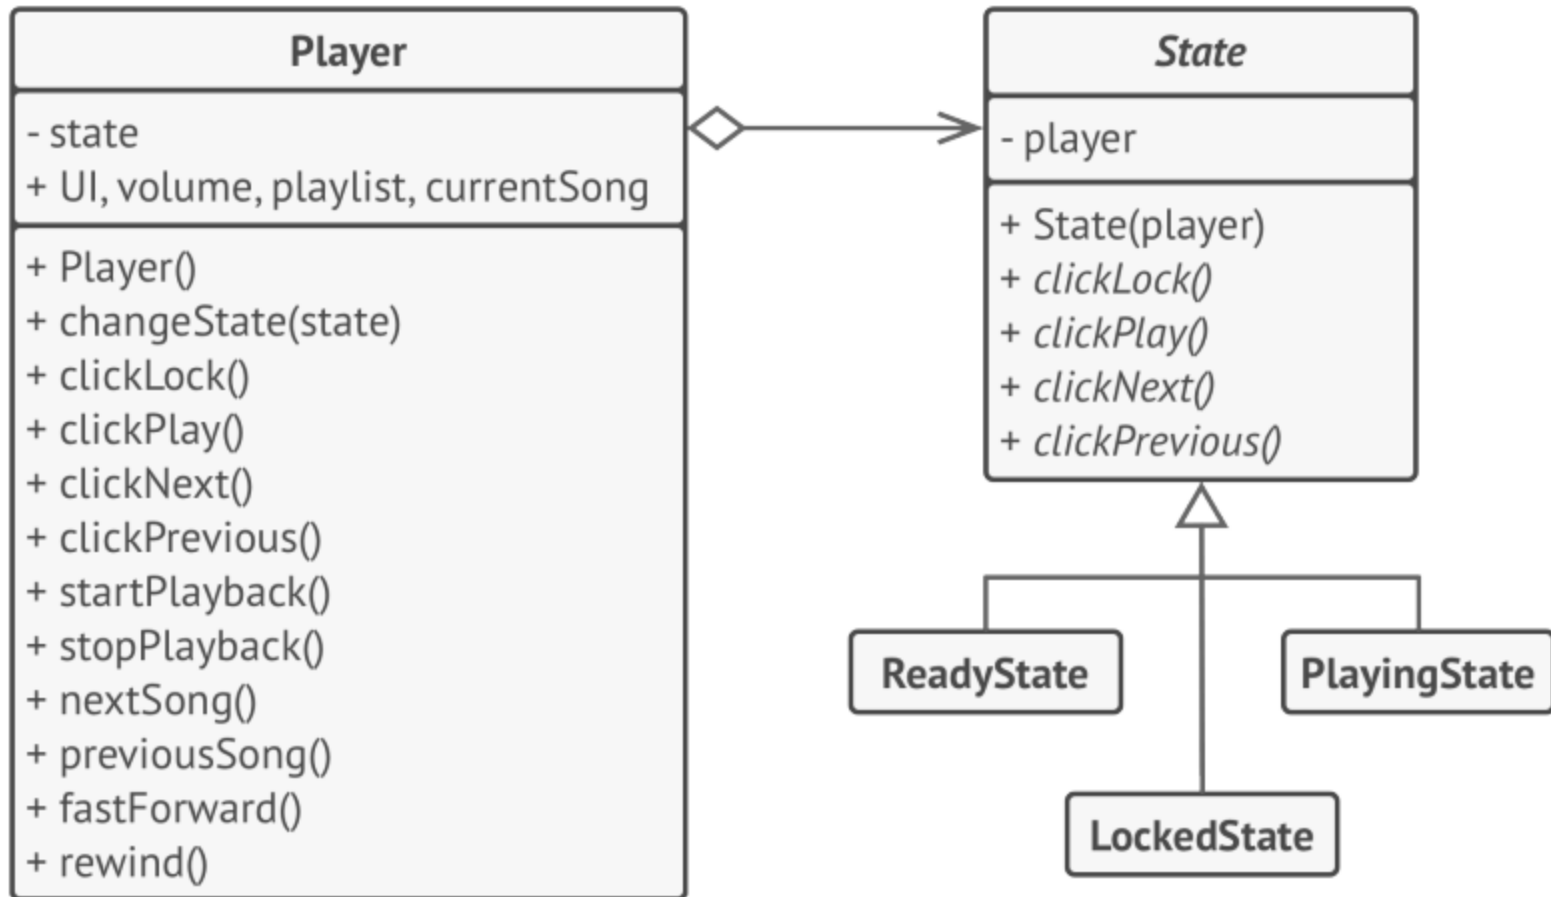 Player
- state
+ UI, volume, playlist, currentSong
+ Player()
+ changeState(state)
+ clickLock()
+ clickPlay()
+ clickNext()
+ clickPrevious()
+ startPlayback()
+ stopPlayback()
+ nextSong()
+ previousSong()
+ fastForward()
+ rewind()
State
- player
+ State(player)
+ clickLock()
+ clickPlay()
+ clickNext()
+ clickPrevious()
ReadyState
PlayingState
LockedState